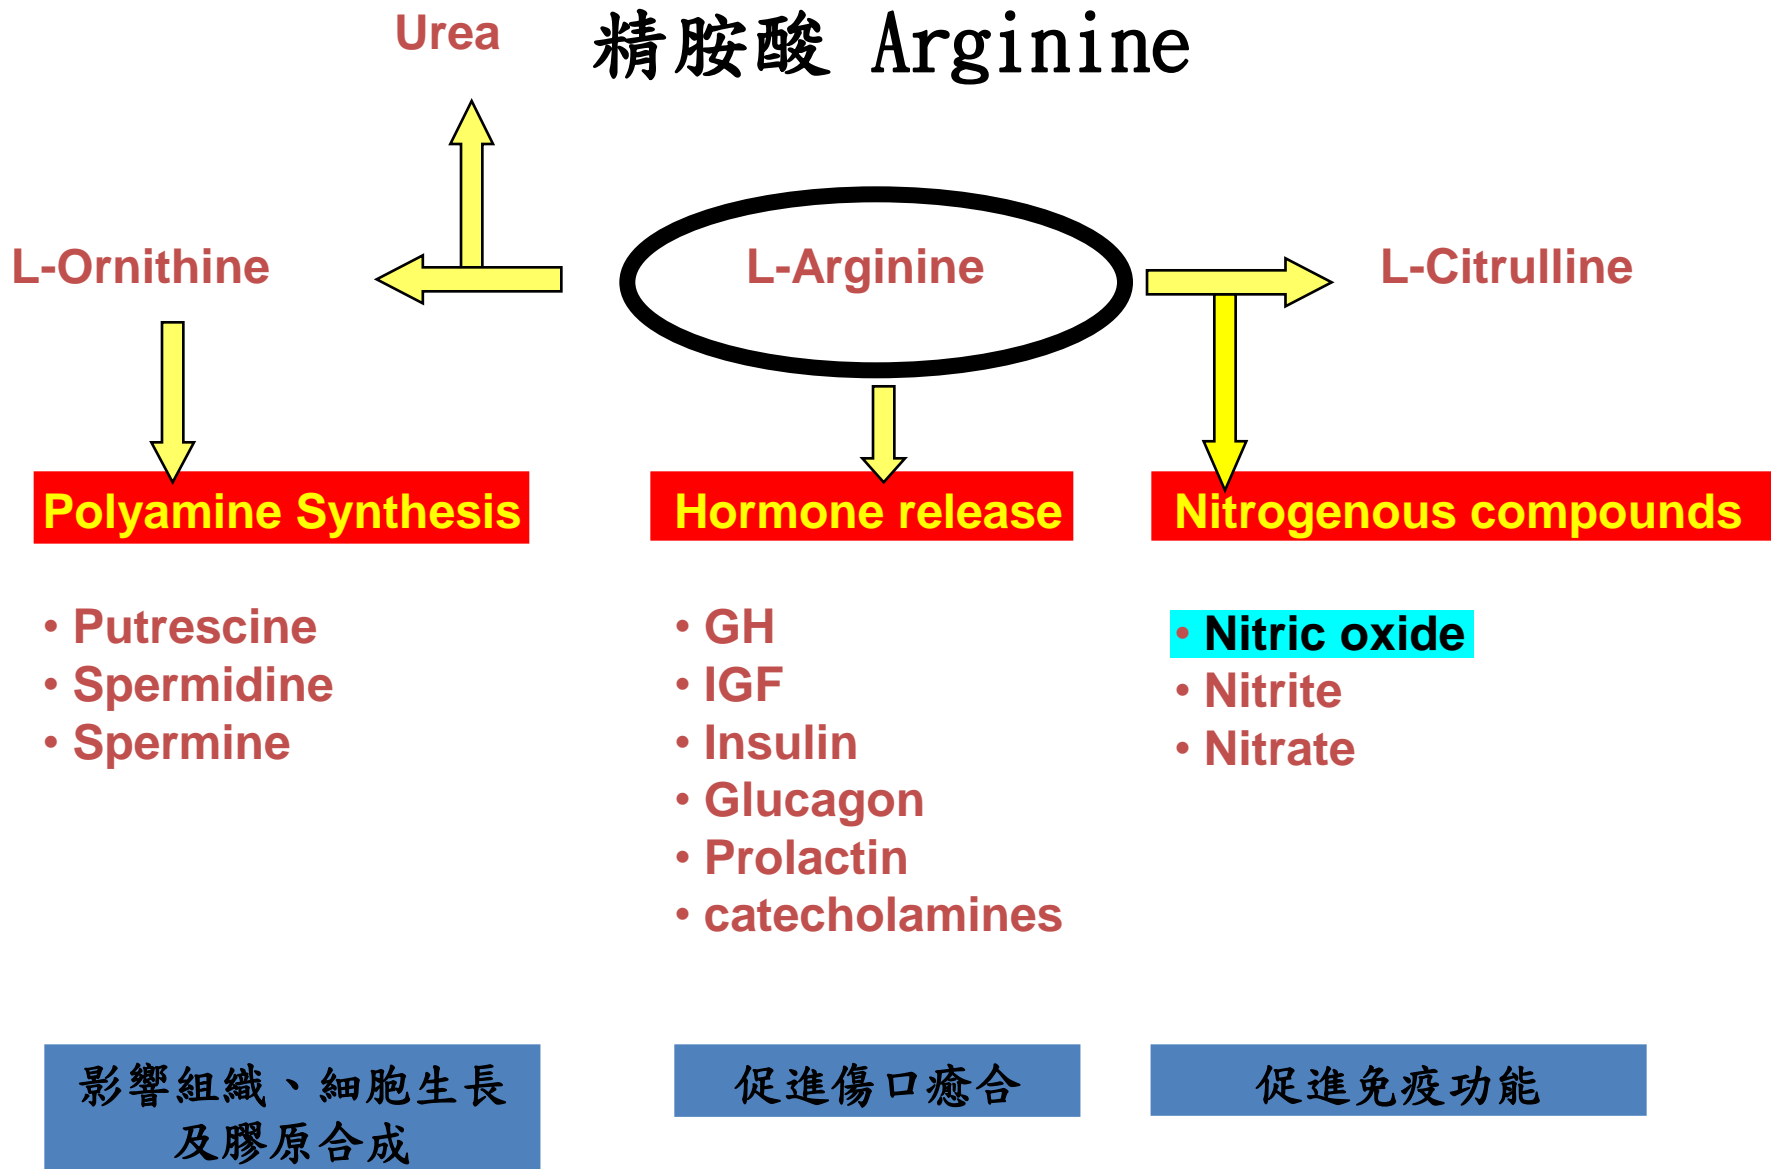 Urea
精胺酸 Arginine
L-Ornithine
L-Arginine
L-Citrulline
Polyamine Synthesis
Hormone release
Nitrogenous compounds
• Putrescine
• Spermidine
• Spermine
• GH
• IGF
• Insulin
• Glucagon
• Prolactin
• catecholamines
• Nitric oxide
• Nitrite
• Nitrate
影響組織、細胞生長
及膠原合成
促進傷口癒合
促進免疫功能